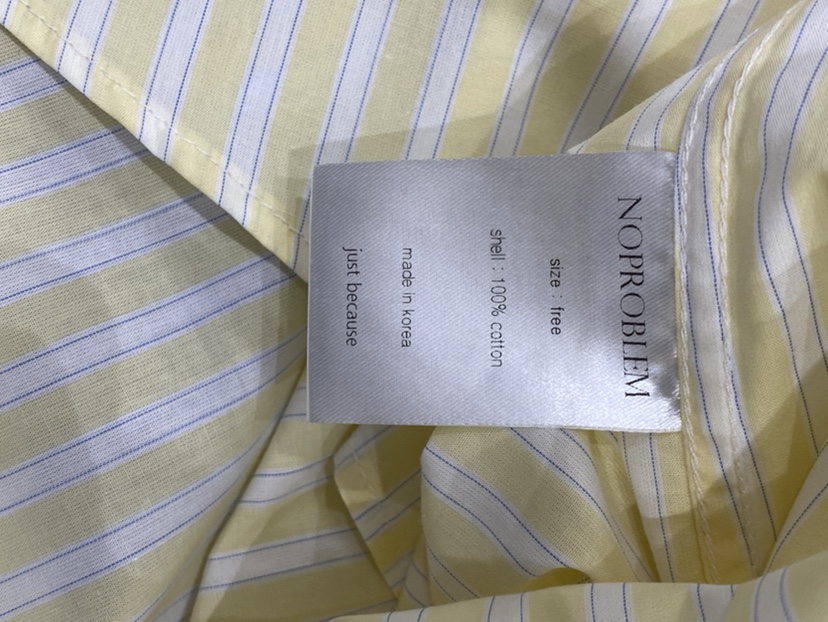 NOPROBLEM
size : free
shell : 100% cotton
made in korea
just because